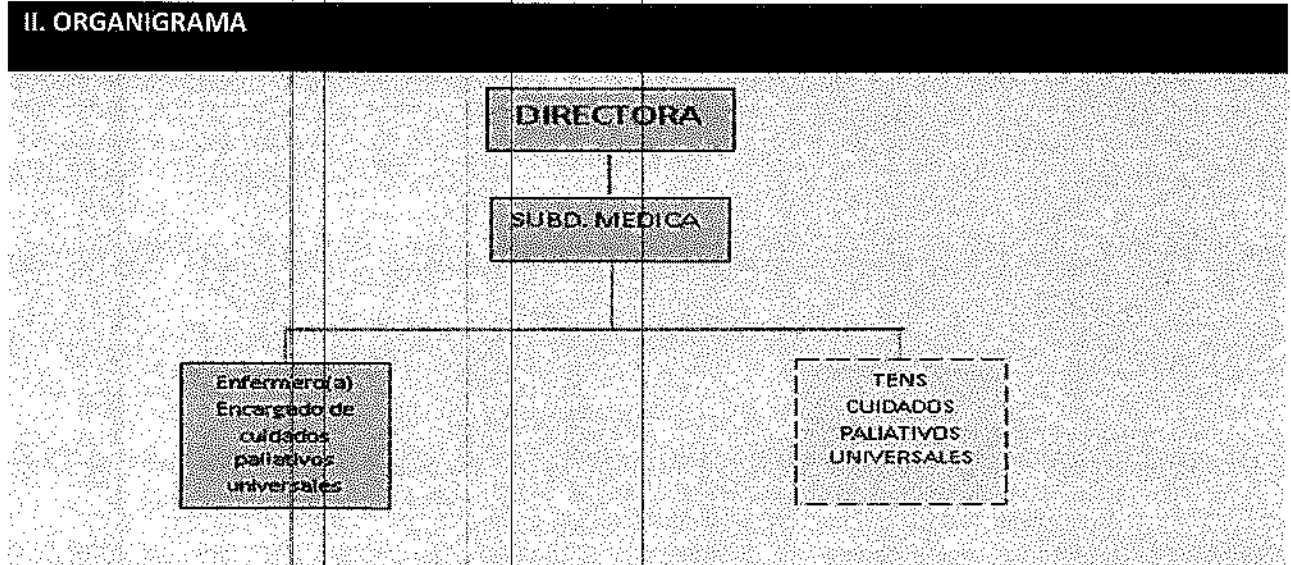 II. ORGANIGRAMA
DIRECTORA
SUBD. MEDICA
Enfermero(a)
Encargado de
cuidados
paliativos
universales
TENS
CUIDADOS
PALIATIVOS
UNIVERSALES